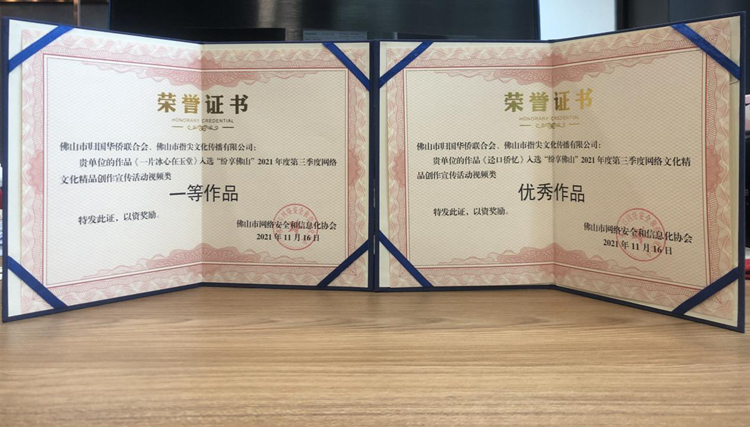 荣誉证书
HONORARY CREDENTIAL
佛山市归国华侨联合会、佛山市指尖文化传播有限公司:
贵单位的作品《一片冰心在玉堂》入选“纷享佛山”2021年度第三季度网络
文化精品创作宣传活动视频类
一等作品
特发此证,以资奖励。
佛山市网络安全和信息化协会
2021年11月16日
荣誉证书
HONORARY CREDENTIAL
佛山市归国华侨联合会、佛山市指尖文化传播有限公司:
贵单位的作品《迳口侨忆》入选“纷享佛山”2021年度第三季度网络文化精
品创作宣传活动视频类
优秀作品
特发此证,以资奖励。
佛山市网络安全和信息化协会
2021年11月16日